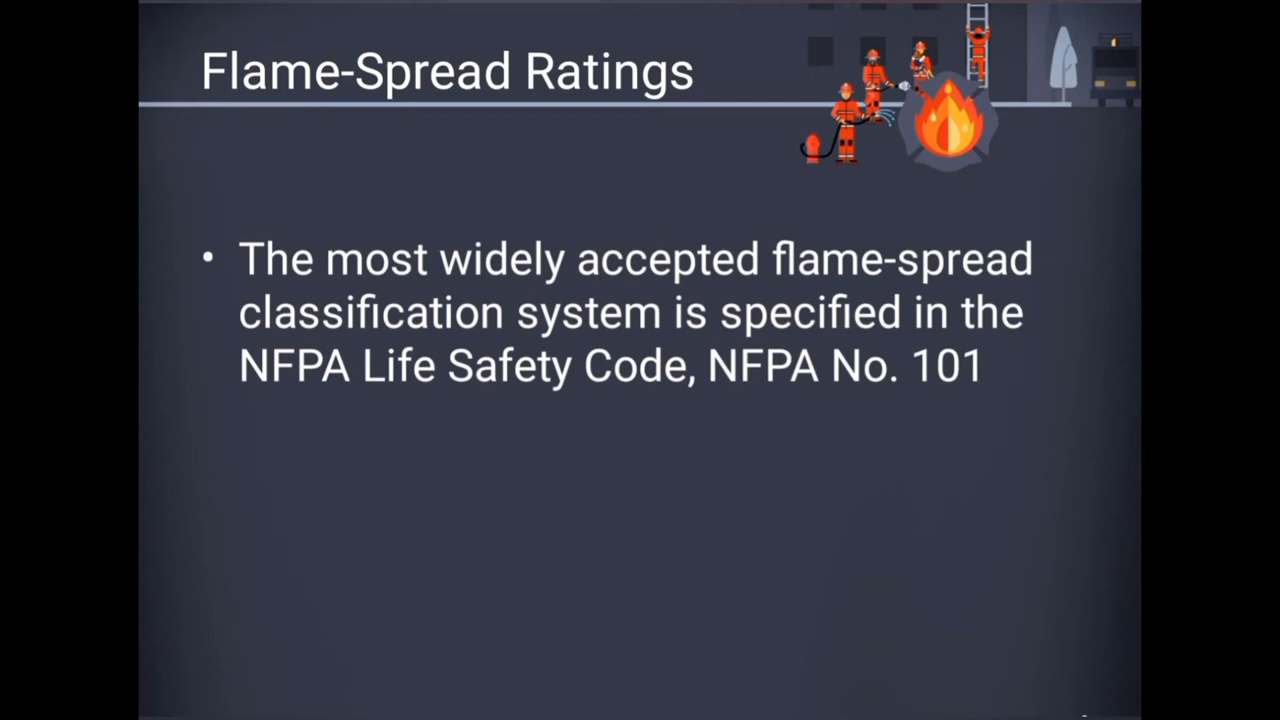 Flame-Spread Ratings
• The most widely accepted flame-spread
classification system is specified in the
NFPA Life Safety Code, NFPA No. 101